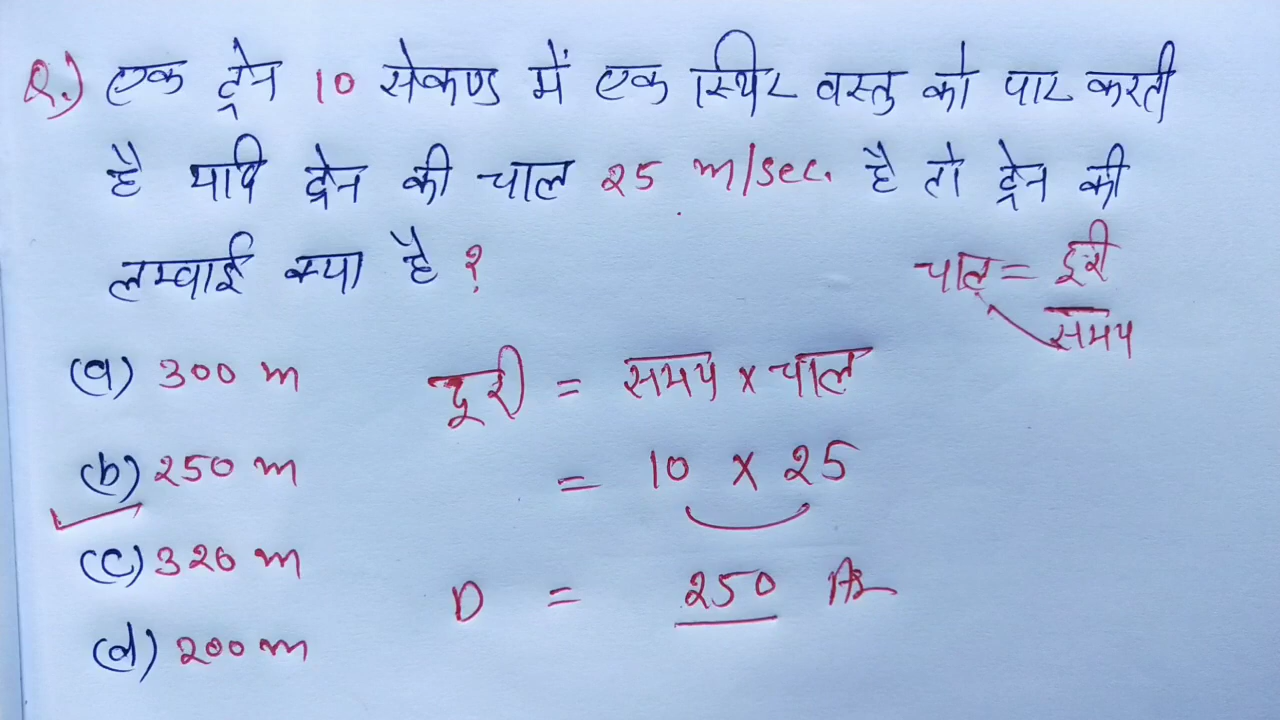 Q.) एक ट्रेन 10 सेकण्ड में एक स्थिर वस्तु को पार करती
है यदि ट्रेन की चाल 25 m/sec. है तो ट्रेन की
लम्वाई क्या है ?
चाल = दूरी
समय
(a) 300 m
दूरी = समय x चाल
(b) 250 m
= 10 x 25
(c) 320 m
D = 250 Ans
(d) 200 m